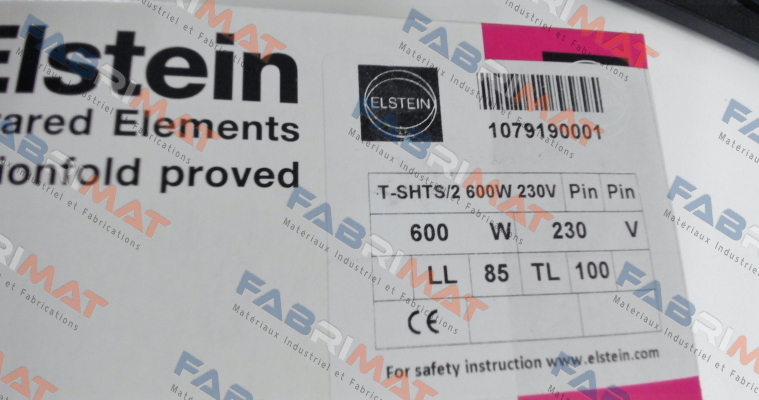 Elstein
ared Elements
ionfold proved
ELSTEIN
1079190001
T-SHTS/2 600W 230V Pin Pin
600 W 230 V
LL 85 TL 100
CE
For safety instruction www.elstein.com
FABRIMAT
Matériaux Industriel et Fabrications